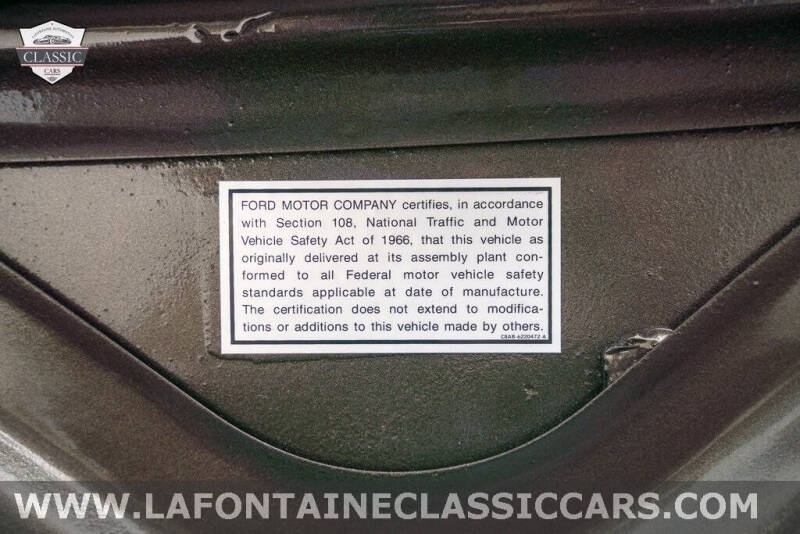 CLASSIC
CARS
FORD MOTOR COMPANY certifies, in accordance
with Section 108, National Traffic and Motor
Vehicle Safety Act of 1966, that this vehicle as
originally delivered at its assembly plant con-
formed to all Federal motor vehicle safety
standards applicable at date of manufacture.
The certification does not extend to modifica-
tions or additions to this vehicle made by others.
C8AB-6220472-A
WWW.LAFONTAINECLASSICCARS.COM